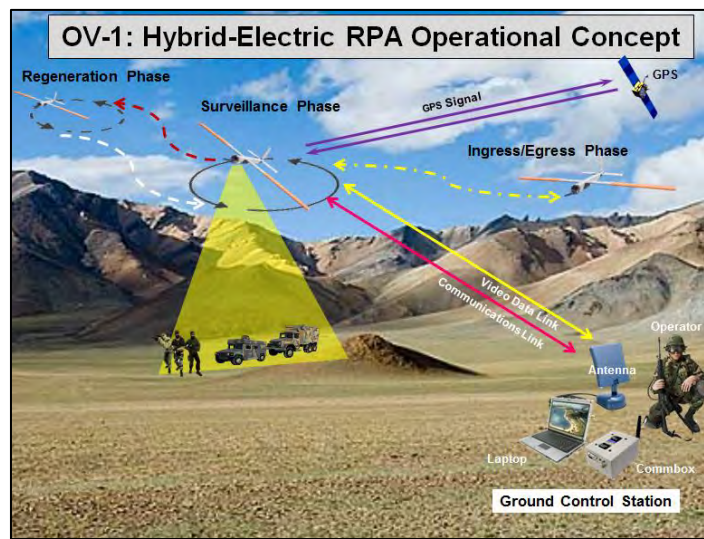 OV-1: Hybrid-Electric RPA Operational Concept
Regeneration Phase
Surveillance Phase
GPS Signal
GPS
Ingress/Egress Phase
Video Data Link
Communications Link
Operator
Antenna
Laptop
Commbox
Ground Control Station